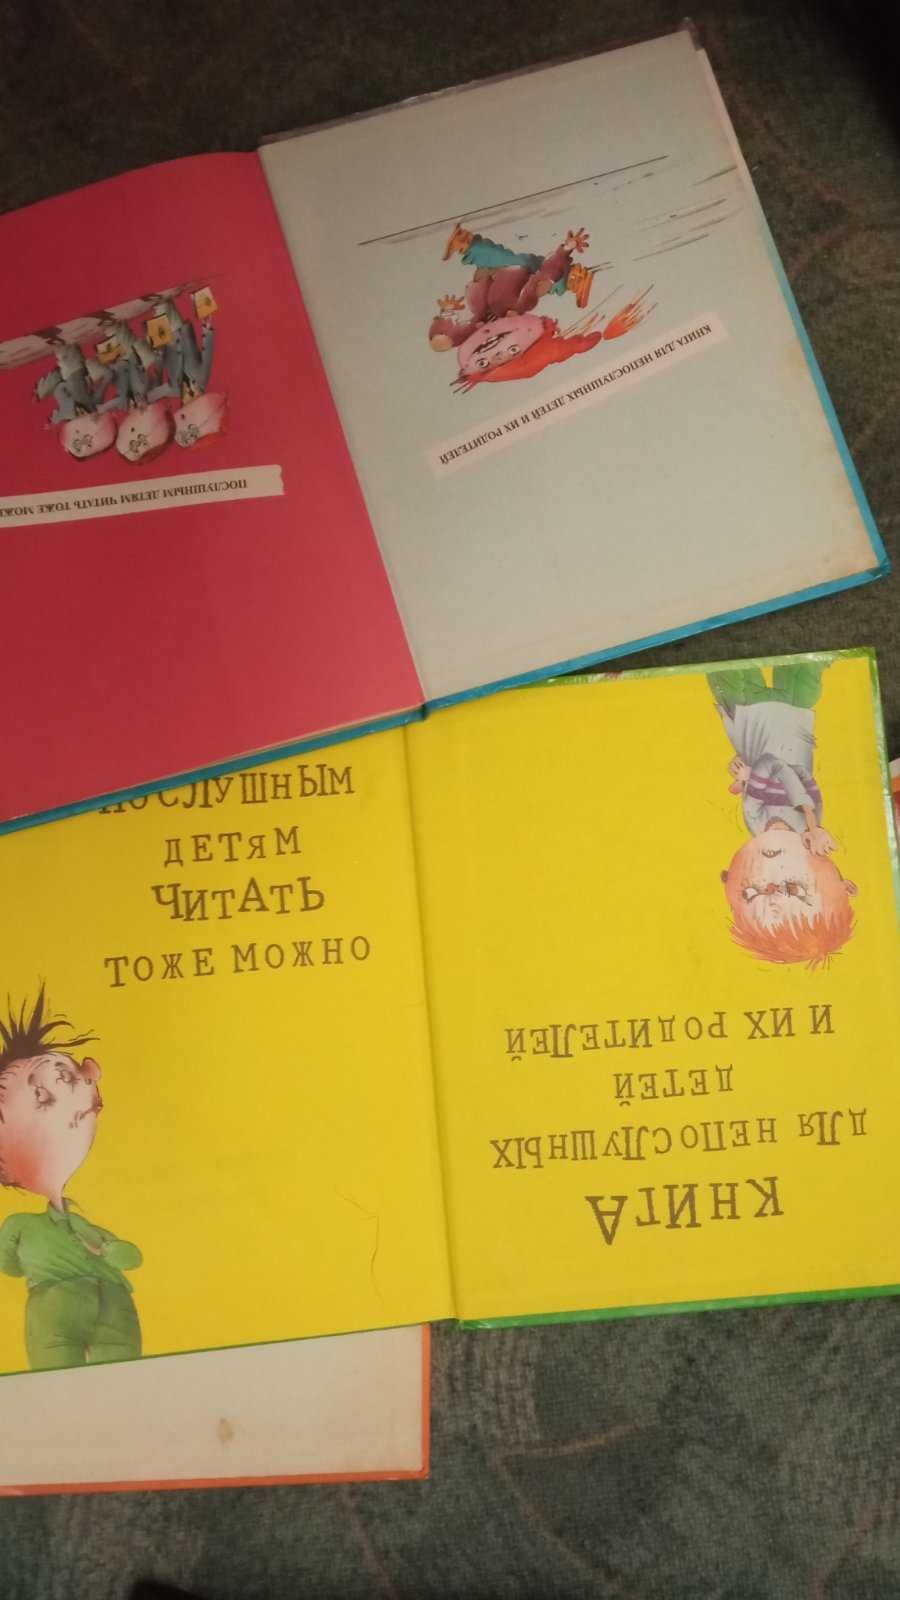 КНИГА ДЛЯ НЕПОСЛУШНЫХ ДЕТЕЙ И ИХ РОДИТЕЛЕЙ
ПОСЛУШНЫМ ДЕТЯМ ЧИТАТЬ ТОЖЕ
ПОСЛУШНЫМ
ДЕТЯМ
ЧИТАТЬ
ТОЖЕ МОЖНО
КНИГА
ДЛЯ НЕПОСЛУШНЫХ
ДЕТЕЙ
И ИХ РОДИТЕЛЕЙ